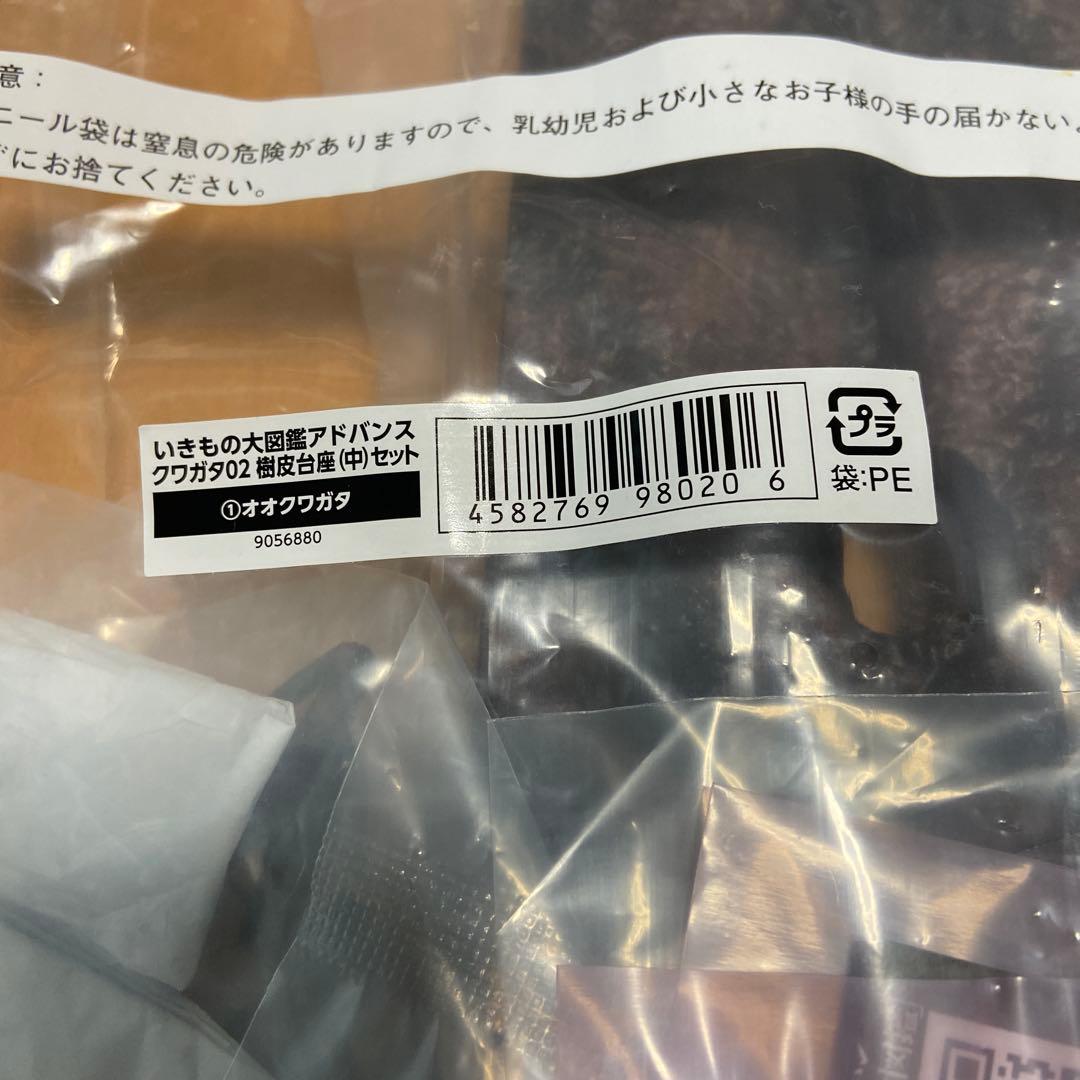 意：
ニール袋は窒息の危険がありますので、乳幼児および小さなお子様の手の届かない
にお捨てください。
いきもの大図鑑アドバンス
クワガタ02 樹皮台座(中)セット
①オオクワガタ
9056880
4582769 98020 6
プラ
袋:PE